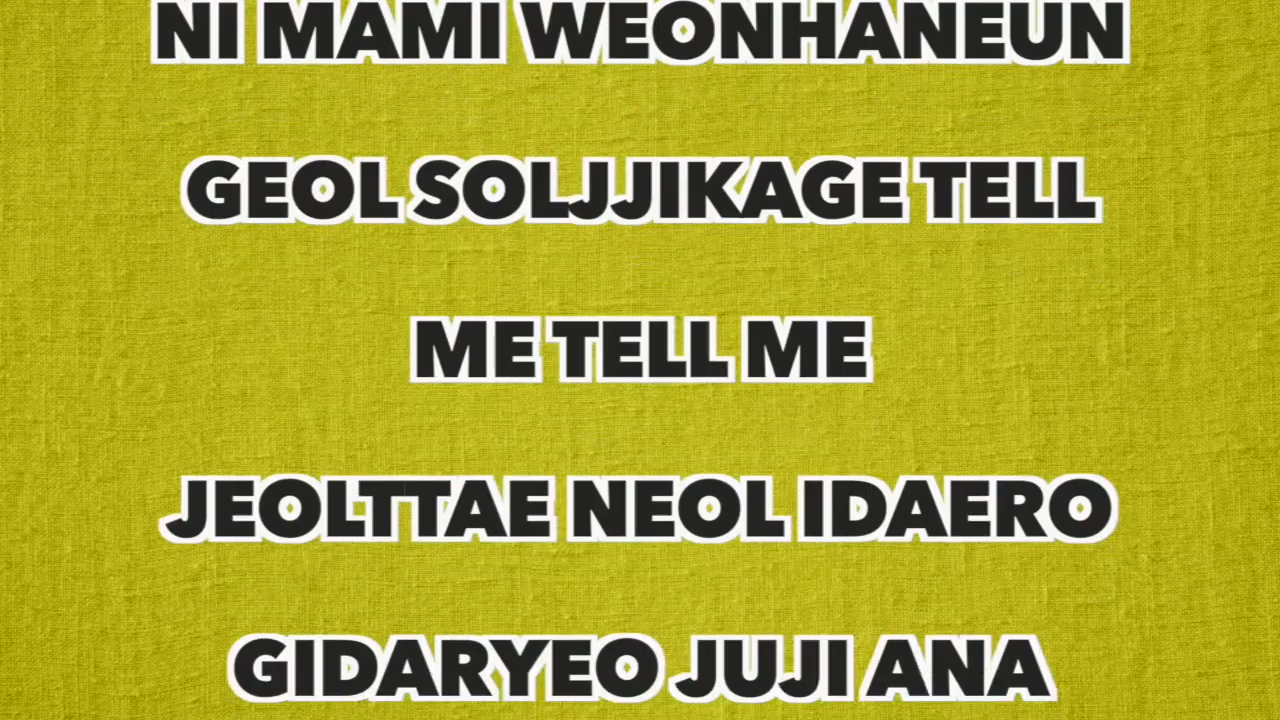 NI MAMI WEONHANEUN
GEOL SOLJJIKAGE TELL
ME TELL ME
JEOLTTAE NEOL IDAERO
GIDARYEO JUJI ANA